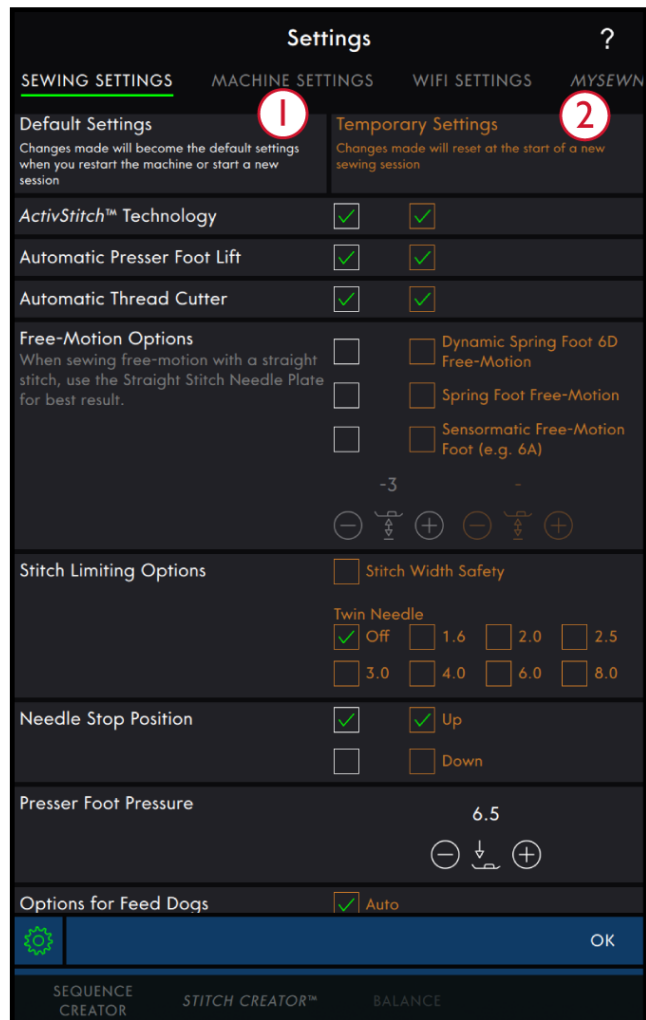 Settings
?
SEWING SETTINGS MACHINE SETTINGS WIFI SETTINGS MYSEWN
1 2
Default Settings
Changes made will become the default settings
when you restart the machine or start a new
session
Temporary Settings
Changes made will reset at the start of a new
sewing session
ActivStitch™ Technology
Automatic Presser Foot Lift
Automatic Thread Cutter
Free-Motion Options
When sewing free-motion with a straight
stitch, use the Straight Stitch Needle Plate
for best result.
Dynamic Spring Foot 6D
Free-Motion
Spring Foot Free-Motion
Sensormatic Free-Motion
Foot (e.g. 6A)
-3 -
Stitch Limiting Options
Stitch Width Safety
Twin Needle
Off 1.6 2.0 2.5
3.0 4.0 6.0 8.0
Needle Stop Position
Up
Down
Presser Foot Pressure
6.5
Options for Feed Dogs
Auto
OK
SEQUENCE
CREATOR
STITCH CREATOR™
BALANCE